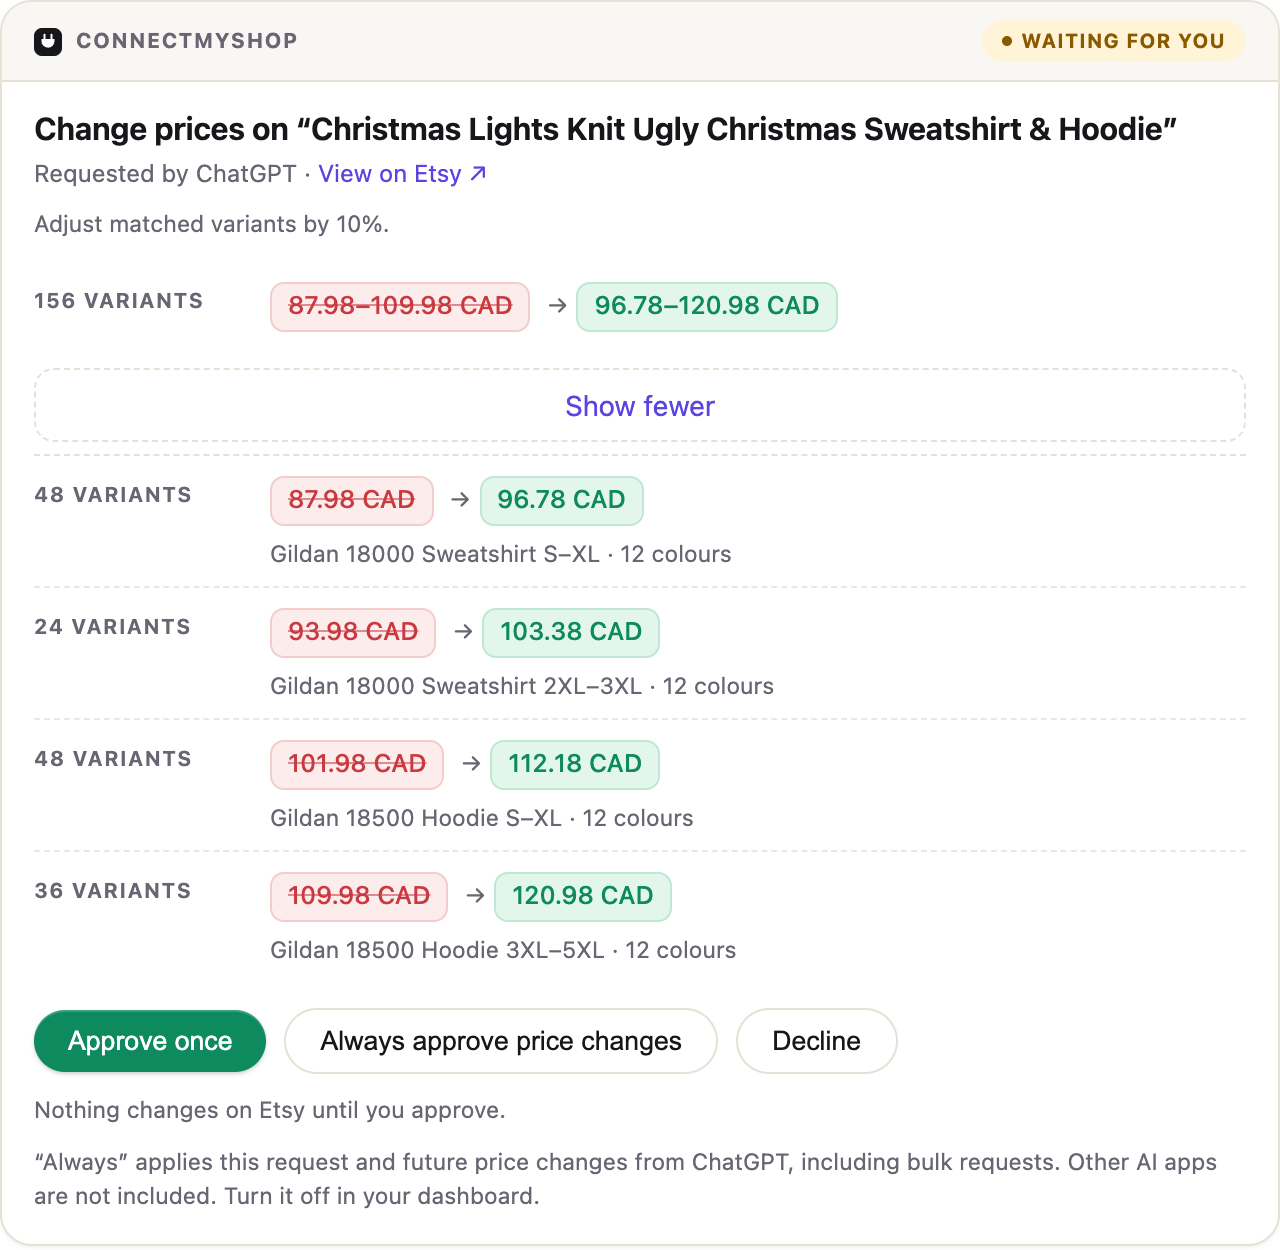 CONNECTMYSHOP
WAITING FOR YOU
Change prices on “Christmas Lights Knit Ugly Christmas Sweatshirt & Hoodie”
Requested by ChatGPT · View on Etsy ↗
Adjust matched variants by 10%.
156 VARIANTS 87.98–109.98 CAD → 96.78–120.98 CAD
Show fewer
48 VARIANTS 87.98 CAD → 96.78 CAD
Gildan 18000 Sweatshirt S–XL · 12 colours
24 VARIANTS 93.98 CAD → 103.38 CAD
Gildan 18000 Sweatshirt 2XL–3XL · 12 colours
48 VARIANTS 101.98 CAD → 112.18 CAD
Gildan 18500 Hoodie S–XL · 12 colours
36 VARIANTS 109.98 CAD → 120.98 CAD
Gildan 18500 Hoodie 3XL–5XL · 12 colours
Approve once Always approve price changes Decline
Nothing changes on Etsy until you approve.
“Always” applies this request and future price changes from ChatGPT, including bulk requests. Other AI apps
are not included. Turn it off in your dashboard.